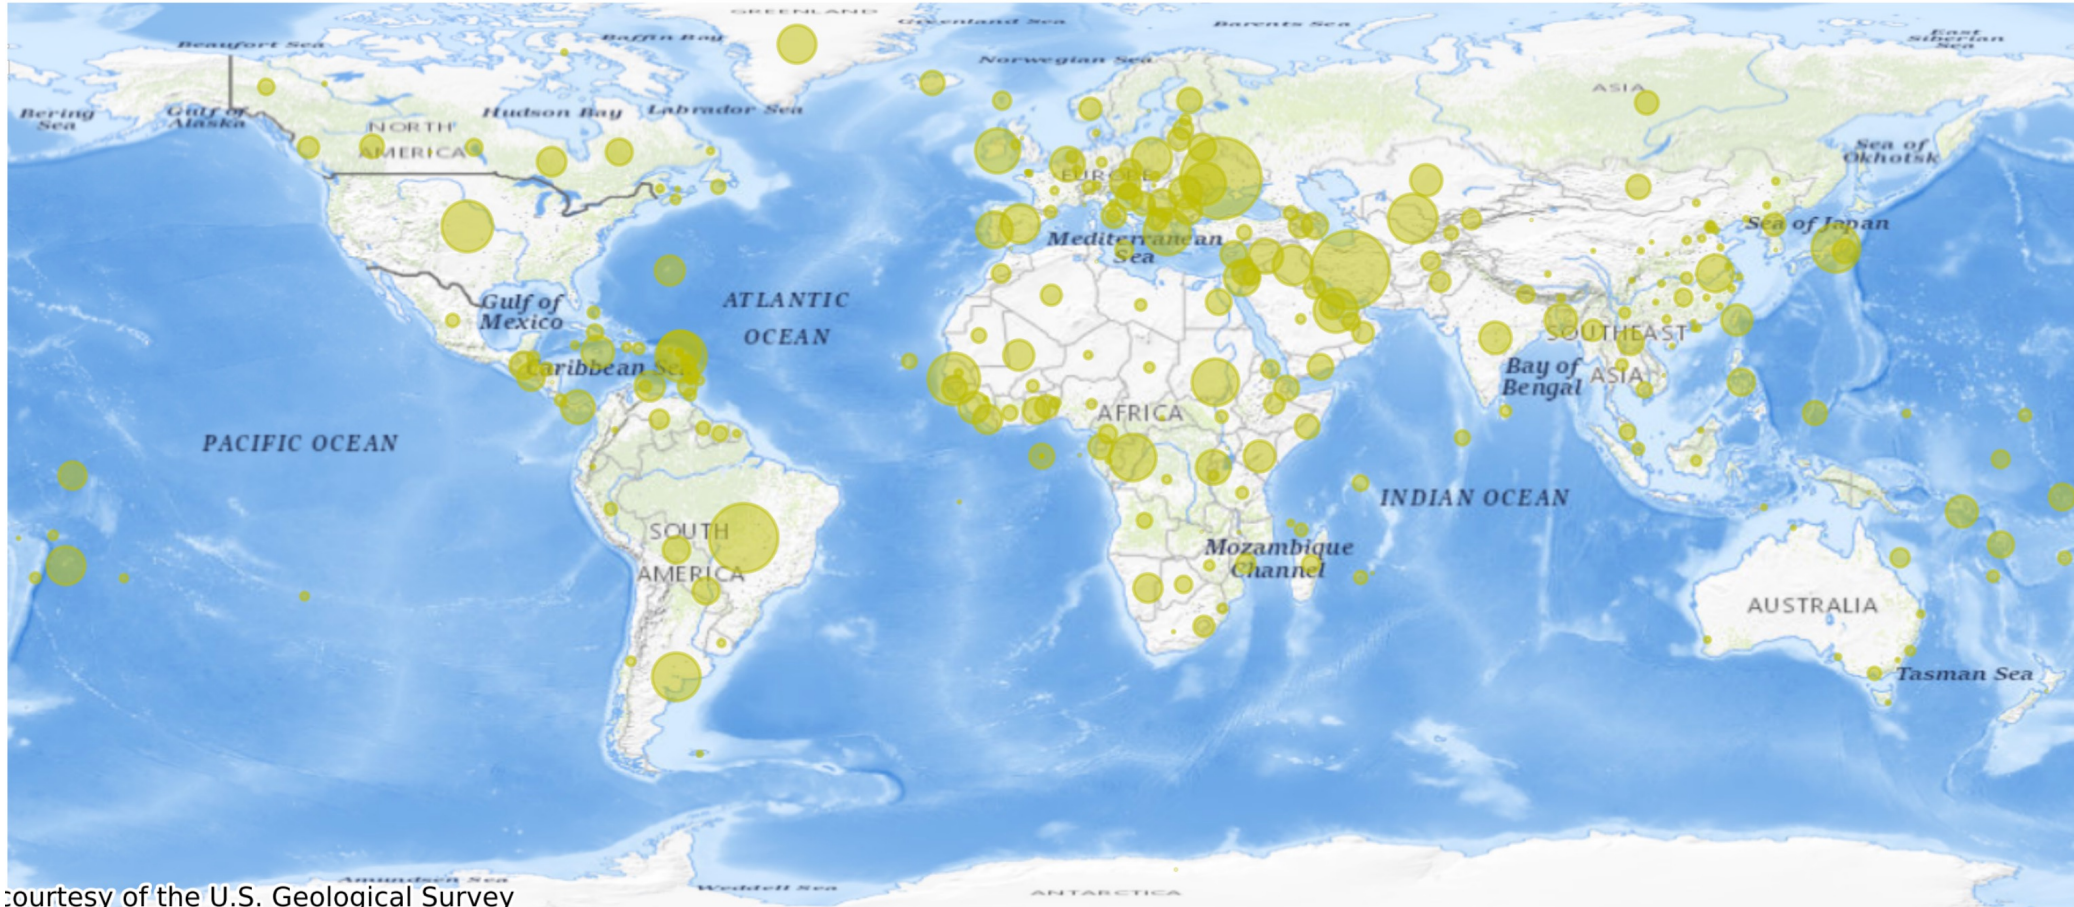 GREENLAND
Greenland Sea
Barents Sea
East
Siberian
Sea
Beaufort Sea
Baffin Bay
Norwegian Sea
ASIA
Bering
Sea
Gulf of
Alaska
Hudson Bay
Labrador Sea
NORTH
AMERICA
Sea of
Okhotsk
EUROPE
Sea of Japan
Mediterranean
Sea
Gulf of
Mexico
ATLANTIC
OCEAN
SOUTHEAST
ASIA
Caribbean Sea
Bay of
Bengal
AFRICA
PACIFIC OCEAN
INDIAN OCEAN
SOUTH
AMERICA
Mozambique
Channel
AUSTRALIA
Tasman Sea
Amundsen Sea
Weddell Sea
ANTARCTICA
courtesy of the U.S. Geological Survey